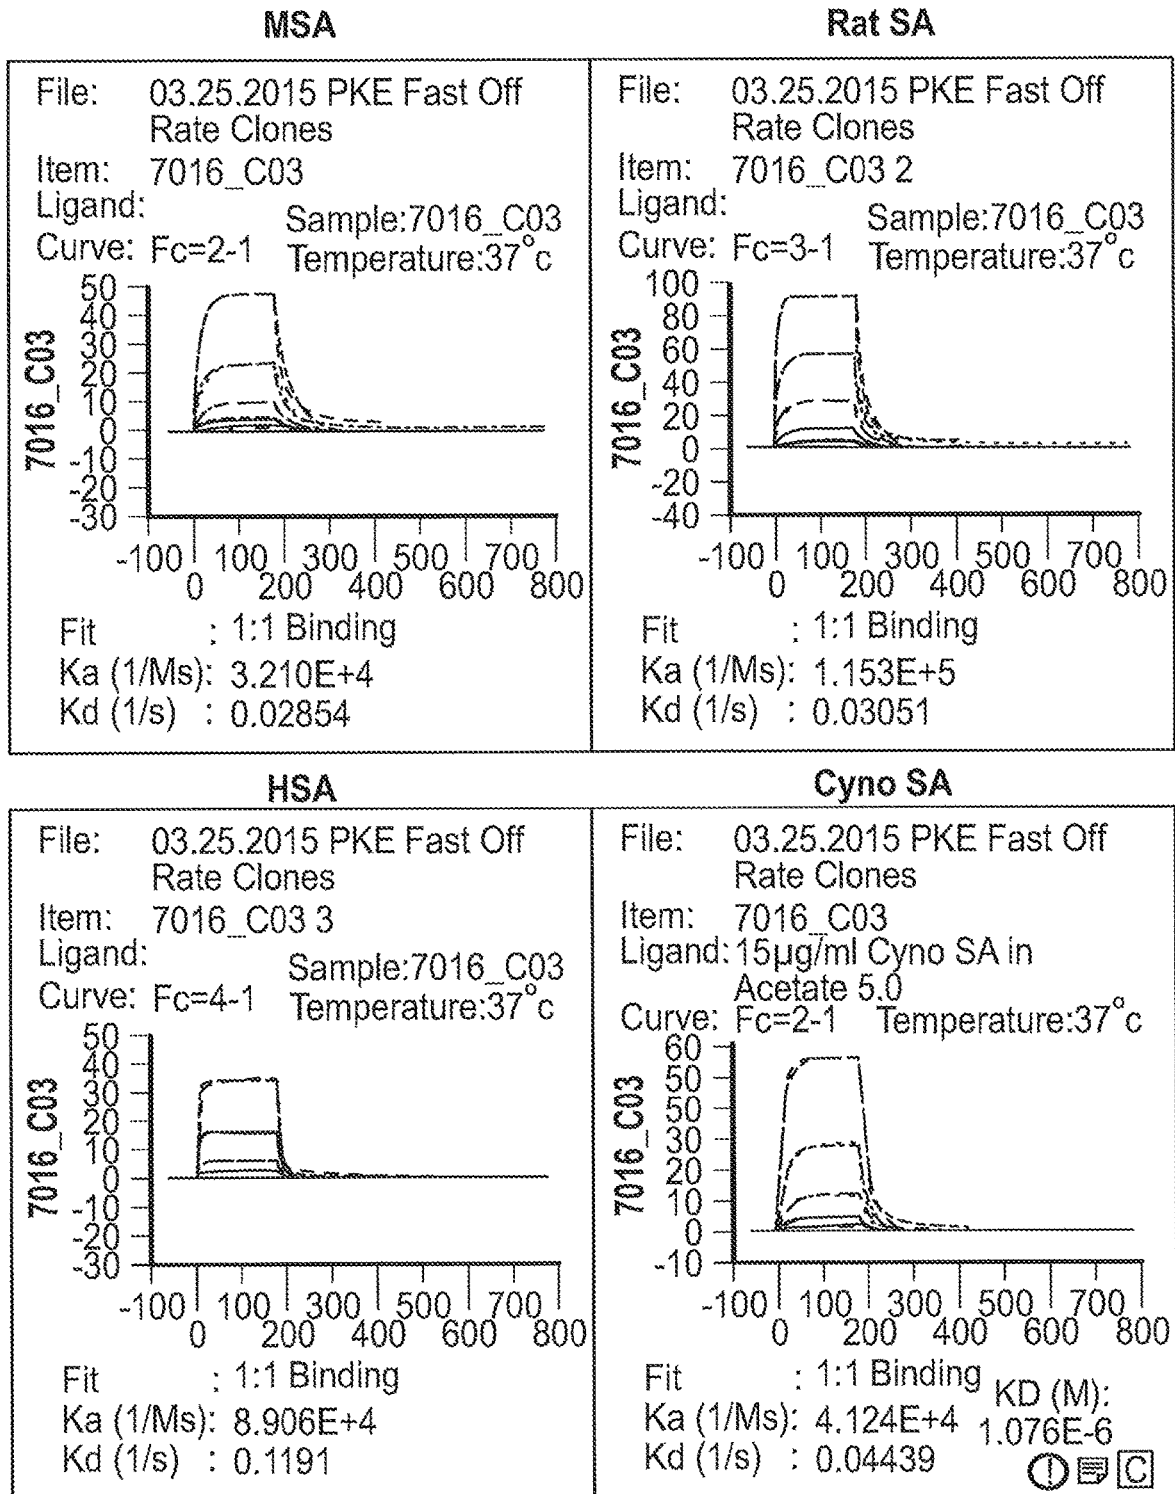 MSA
File: 03.25.2015 PKE Fast Off
Rate Clones
Item: 7016_C03
Ligand:
Sample:7016_C03
Curve: Fc=2-1
Temperature:37°c
7016_C03
50
40
30
20
10
0
-10
-20
-30
-100 100 300 500 700
0 200 400 600 800
Fit : 1:1 Binding
Ka (1/Ms): 3.210E+4
Kd (1/s) : 0.02854
Rat SA
File: 03.25.2015 PKE Fast Off
Rate Clones
Item: 7016_C03 2
Ligand:
Sample:7016_C03
Curve: Fc=3-1
Temperature:37°c
7016_C03
100
80
60
40
20
0
-20
-40
-100 100 300 500 700
0 200 400 600 800
Fit : 1:1 Binding
Ka (1/Ms): 1.153E+5
Kd (1/s) : 0.03051
HSA
File: 03.25.2015 PKE Fast Off
Rate Clones
Item: 7016_C03 3
Ligand:
Sample:7016_C03
Curve: Fc=4-1
Temperature:37°c
7016_C03
50
40
30
20
10
0
-10
-20
-30
-100 100 300 500 700
0 200 400 600 800
Fit : 1:1 Binding
Ka (1/Ms): 8.906E+4
Kd (1/s) : 0.1191
Cyno SA
File: 03.25.2015 PKE Fast Off
Rate Clones
Item: 7016_C03
Ligand: 15µg/ml Cyno SA in
Acetate 5.0
Curve: Fc=2-1 Temperature:37°c
7016_C03
60
50
50
30
20
10
0
-10
-100 100 300 500 700
0 200 400 600 800
Fit : 1:1 Binding
KD (M):
Ka (1/Ms): 4.124E+4
1.076E-6
Kd (1/s) : 0.04439
C